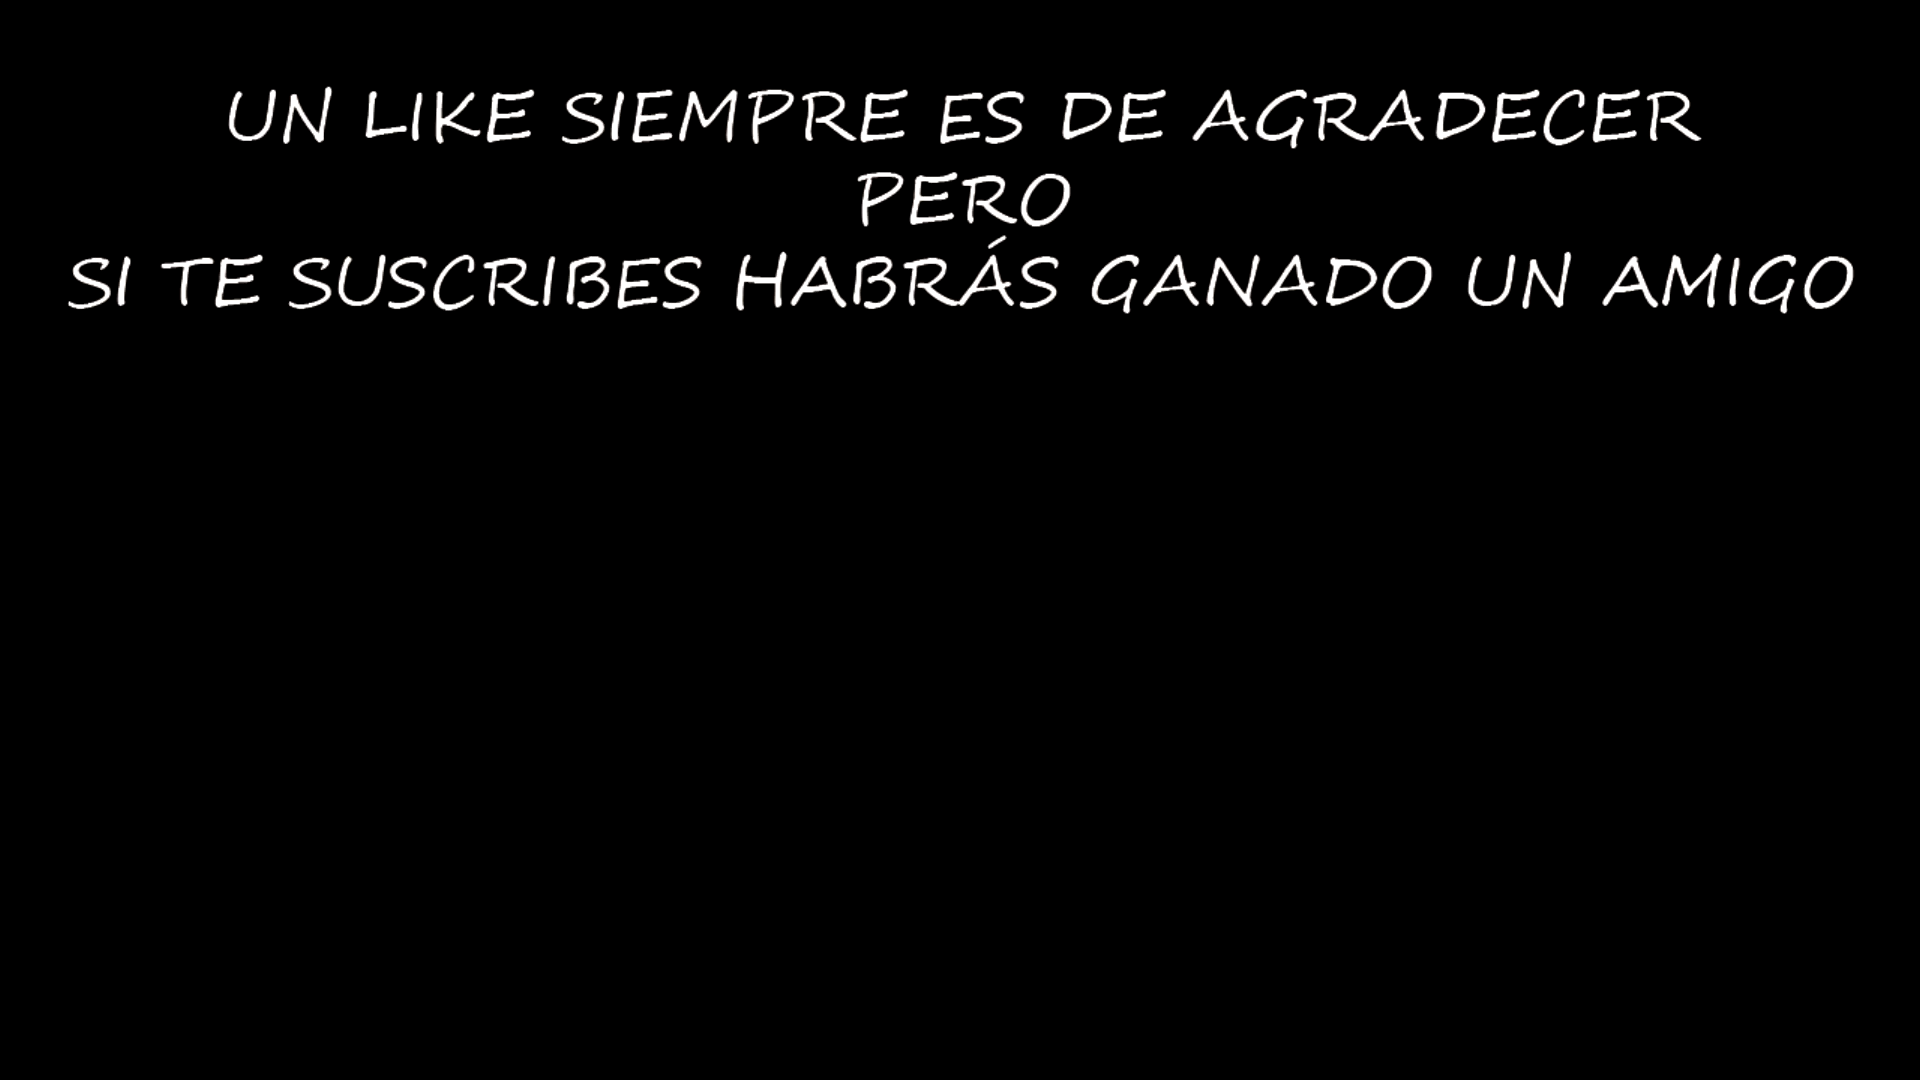 UN LIKE SIEMPRE ES DE AGRADECER
PERO
SI TE SUSCRIBES HABRÁS GANADO UN AMIGO